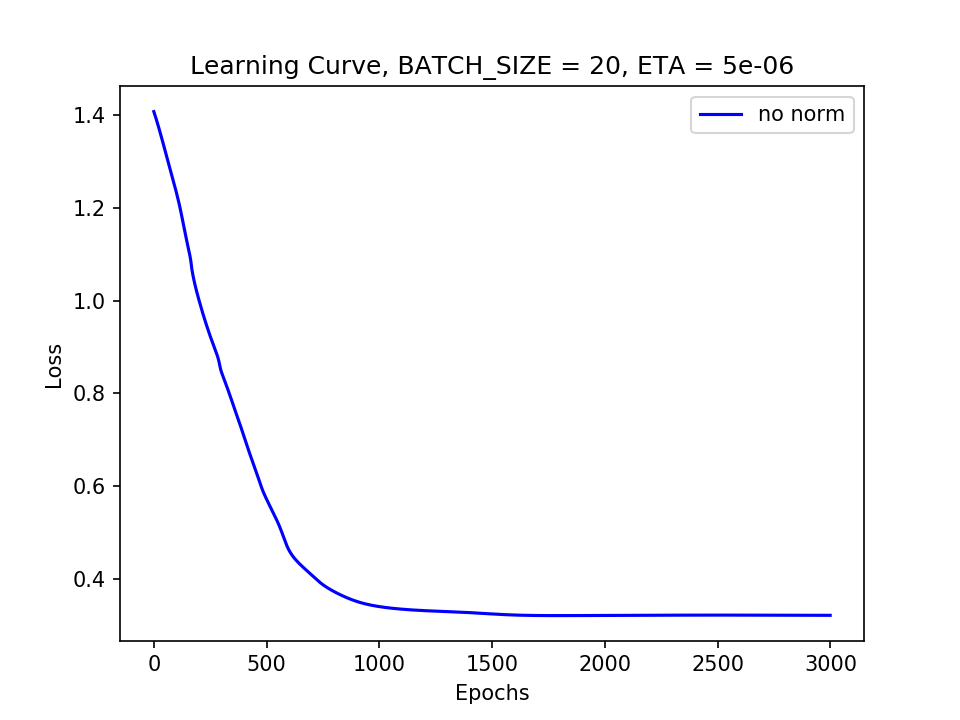 Learning Curve, BATCH_SIZE = 20, ETA = 5e-06
no norm
1.4
1.2
1.0
0.8
0.6
0.4
Loss
0 500 1000 1500 2000 2500 3000
Epochs